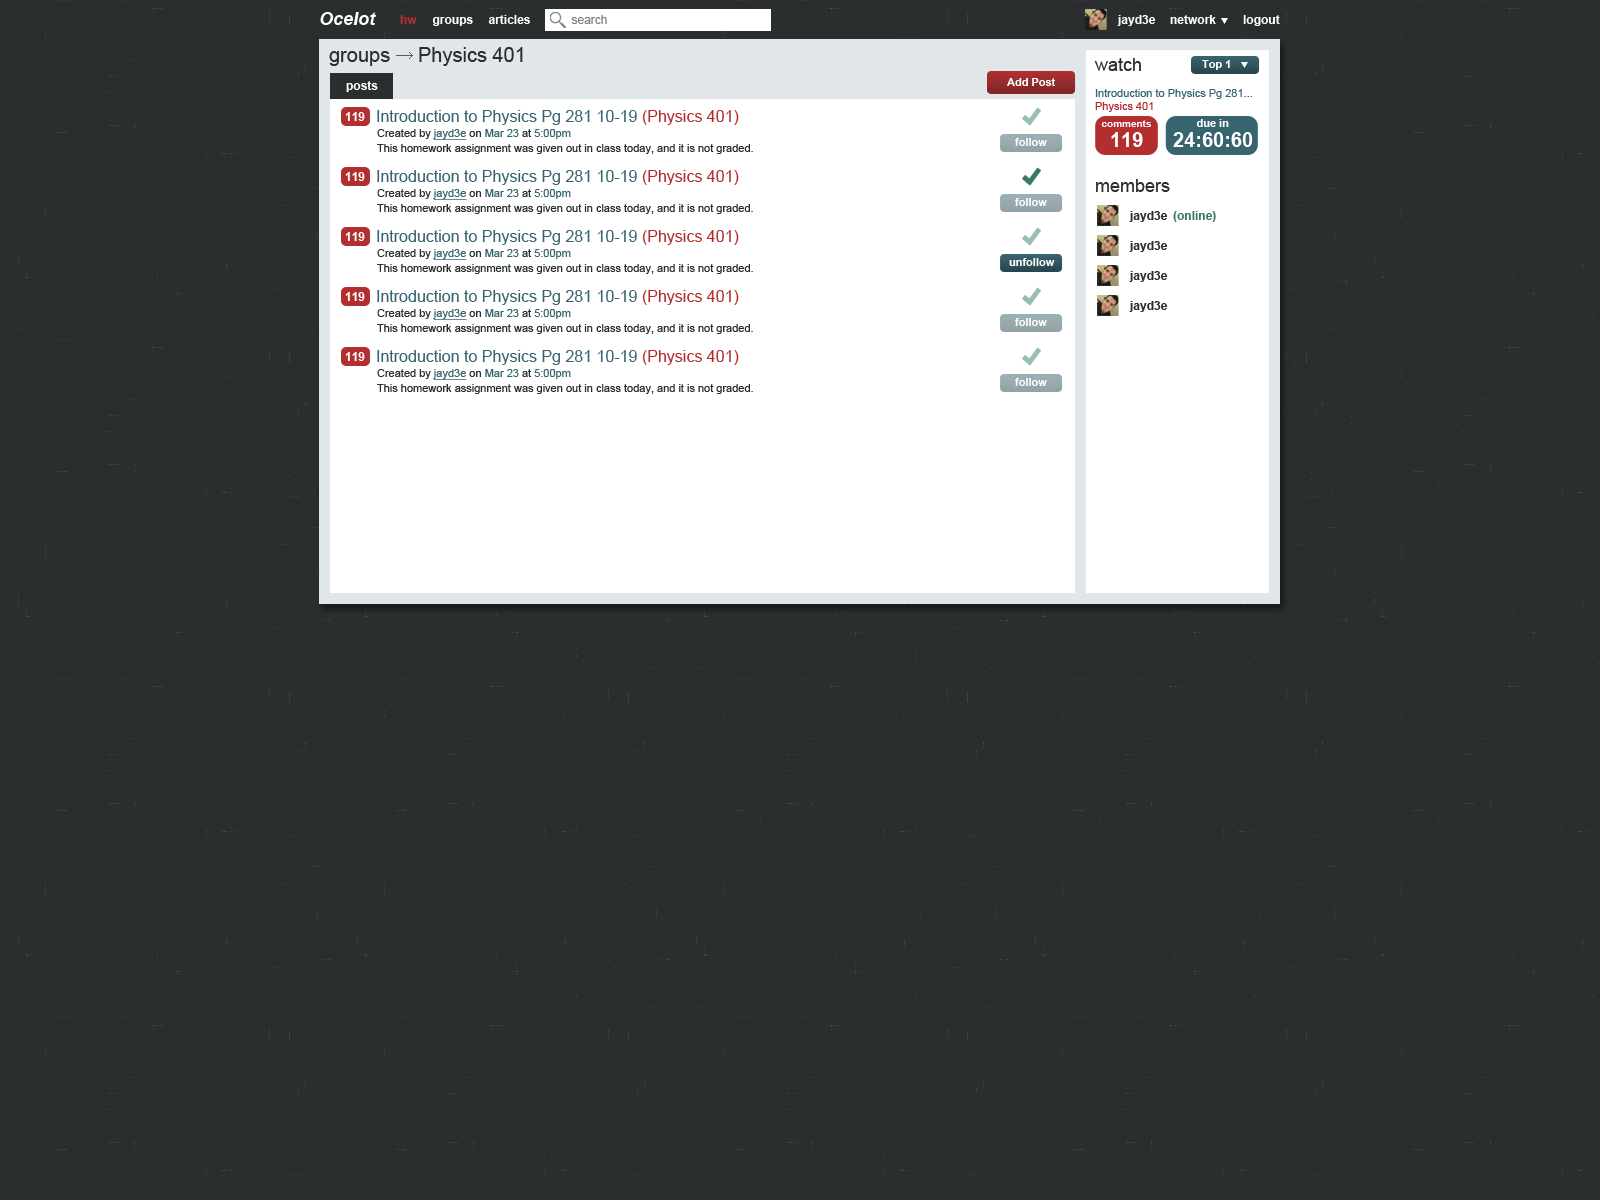 Ocelot hw groups articles search jayd3e network logout
groups → Physics 401
posts
Add Post
119 Introduction to Physics Pg 281 10-19 (Physics 401)
Created by jayd3e on Mar 23 at 5:00pm
follow
This homework assignment was given out in class today, and it is not graded.
119 Introduction to Physics Pg 281 10-19 (Physics 401)
Created by jayd3e on Mar 23 at 5:00pm
follow
This homework assignment was given out in class today, and it is not graded.
119 Introduction to Physics Pg 281 10-19 (Physics 401)
Created by jayd3e on Mar 23 at 5:00pm
unfollow
This homework assignment was given out in class today, and it is not graded.
119 Introduction to Physics Pg 281 10-19 (Physics 401)
Created by jayd3e on Mar 23 at 5:00pm
follow
This homework assignment was given out in class today, and it is not graded.
119 Introduction to Physics Pg 281 10-19 (Physics 401)
Created by jayd3e on Mar 23 at 5:00pm
follow
This homework assignment was given out in class today, and it is not graded.
watch
Top 1
Introduction to Physics Pg 281...
Physics 401
comments
119
due in
24:60:60
members
jayd3e (online)
jayd3e
jayd3e
jayd3e